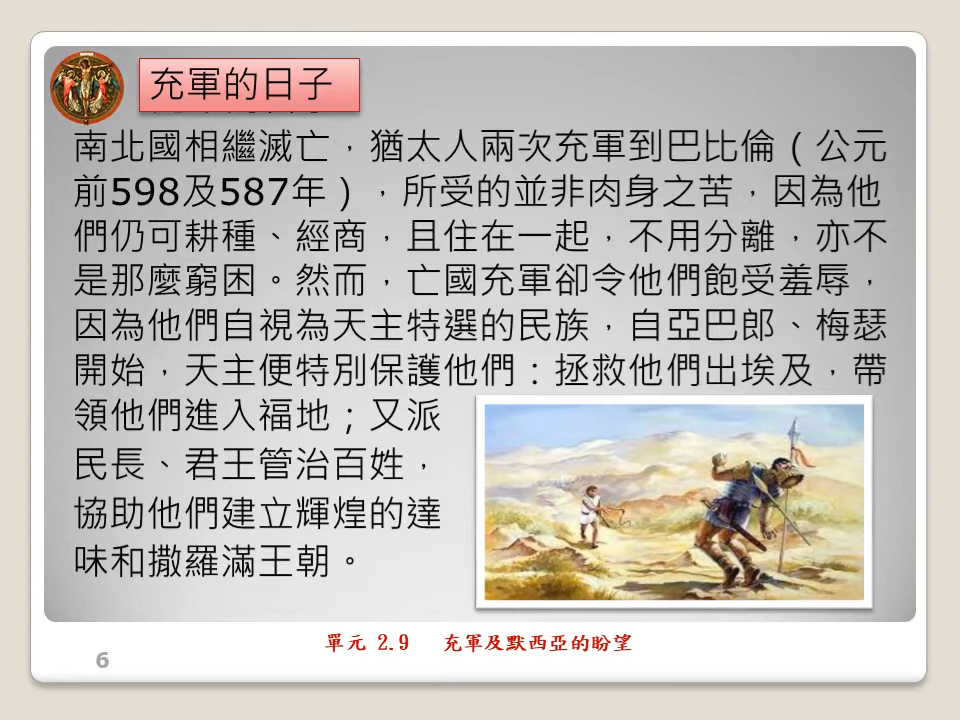 充軍的日子
南北國相繼滅亡，猶太人兩次充軍到巴比倫（公元
前598及587年），所受的並非肉身之苦，因為他
們仍可耕種、經商，且住在一起，不用分離，亦不
是那麼窮困。然而，亡國充軍卻令他們飽受羞辱，
因為他們自視為天主特選的民族，自亞巴郎、梅瑟
開始，天主便特別保護他們：拯救他們出埃及，帶
領他們進入福地；又派
民長、君王管治百姓，
協助他們建立輝煌的達
味和撒羅滿王朝。
單元 2.9 充軍及默西亞的盼望
6